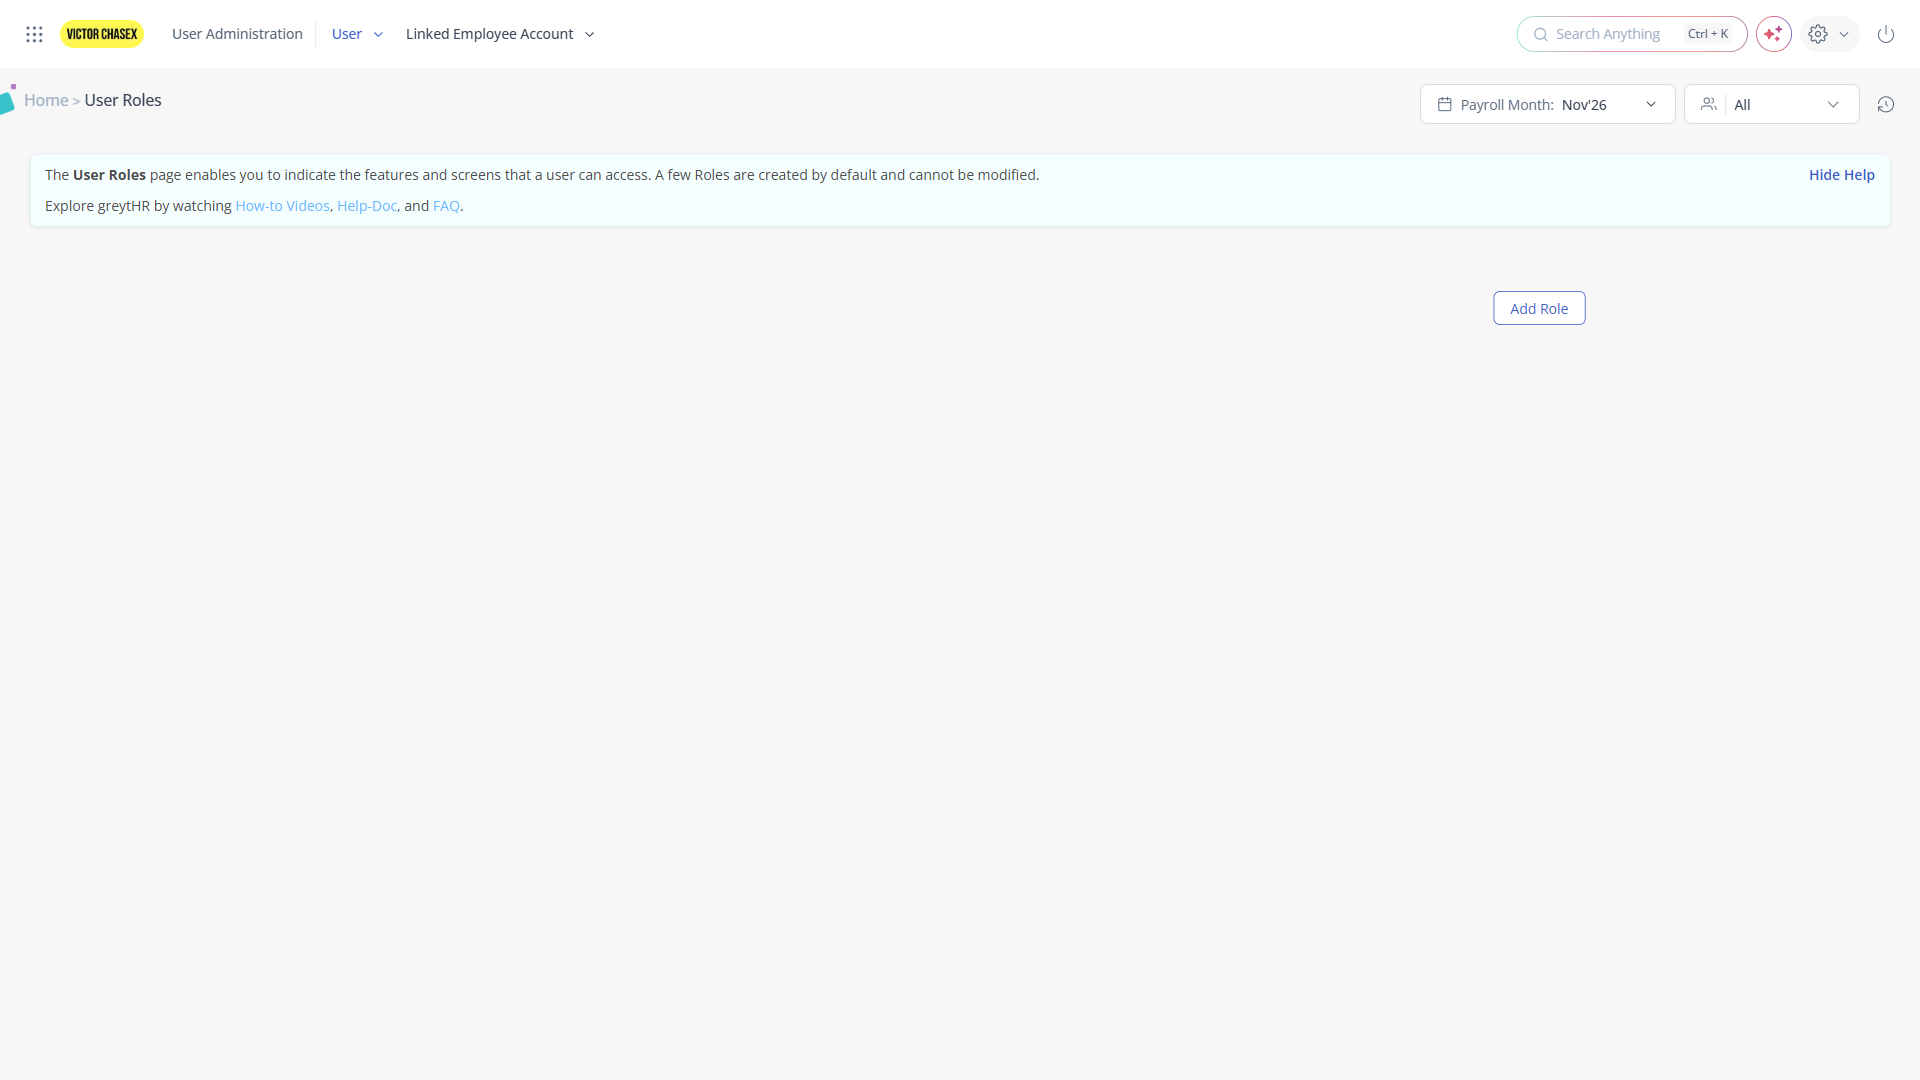 VICTOR CHASEX
User Administration
User
Linked Employee Account
Search Anything
Ctrl + K
Home > User Roles
Payroll Month: Nov'26
All
The User Roles page enables you to indicate the features and screens that a user can access. A few Roles are created by default and cannot be modified.
Hide Help
Explore greytHR by watching How-to Videos, Help-Doc, and FAQ.
Add Role